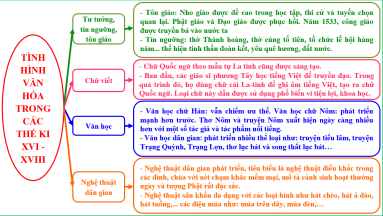 TÌNH
HÌNH
VĂN
HÓA
TRONG
CÁC
THẾ KỈ
XVI -
XVIII
Tư tưởng,
tín ngưỡng,
tôn giáo
- Tôn giáo: Nho giáo được đề cao trong học tập, thi cử và tuyển chọn
quan lại. Phật giáo và Đạo giáo được phục hồi. Năm 1533, công giáo
được truyền bá vào nước ta
- Tín ngưỡng: thờ Thành hoàng, thờ cúng tổ tiên, tổ chức lễ hội hàng
năm... thể hiện tinh thần đoàn kết, yêu quê hương, đất nước.
Chữ viết
- Chữ Quốc ngữ theo mẫu tự La tinh cũng được sáng tạo.
- Ban đầu, các giáo sĩ phương Tây học tiếng Việt để truyền đạo. Trong
quá trình đó, họ dùng chữ cái La-tinh để ghi âm tiếng Việt, tạo ra chữ
Quốc ngữ. Loại chữ này dần được sử dụng phổ biến vì tiện lợi, khoa học.
Văn học
- Văn học chữ Hán: vẫn chiếm ưu thế. Văn học chữ Nôm: phát triển
mạnh hơn trước. Thơ Nôm và truyện Nôm xuất hiện ngày càng nhiều
hơn với một số tác giả và tác phẩm nổi tiếng.
- Văn học dân gian: phát triển nhiều thể loại như: truyện tiếu lâm, truyện
Trạng Quỳnh, Trạng Lợn, thơ lục bát và song thất lục bát…
Nghệ thuật
dân gian
- Nghệ thuật dân gian phát triển, tiêu biểu là nghệ thuật điêu khắc trong
các đình, chùa với nét chạm khắc mềm mại, mô tả cảnh sinh hoạt thường
ngày và tượng Phật rất đặc sắc.
- Nghệ thuật sân khấu đa dạng với các loại hình như hát chèo, hát ả đào,
hát tuồng,.. các điệu múa như: múa trên dây, múa đèn,…